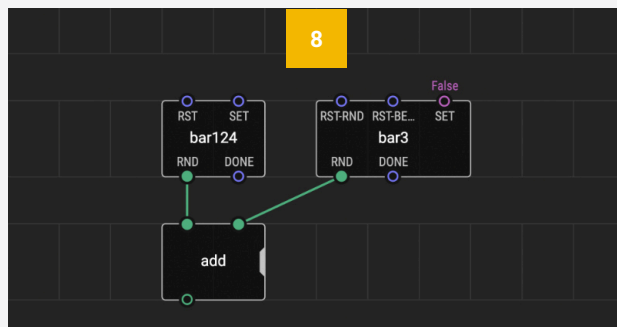 8
False
RST SET
RST-RND RST-BE... SET
bar124
bar3
RND DONE
RND DONE
add